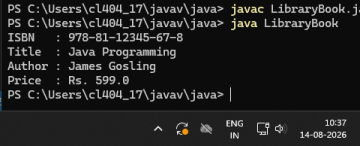 PS C:\Users\cl404_17\javav\java> javac LibraryBook.j
PS C:\Users\cl404_17\javav\java> java LibraryBook
ISBN   : 978-81-12345-67-8
Title  : Java Programming
Author : James Gosling
Price  : Rs. 599.0
PS C:\Users\cl404_17\javav\java>
ENG
IN
10:37
14-08-2026